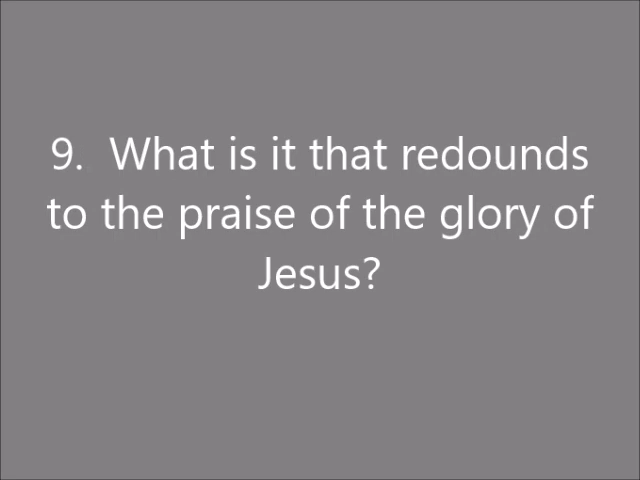 9.  What is it that redounds
to the praise of the glory of
Jesus?